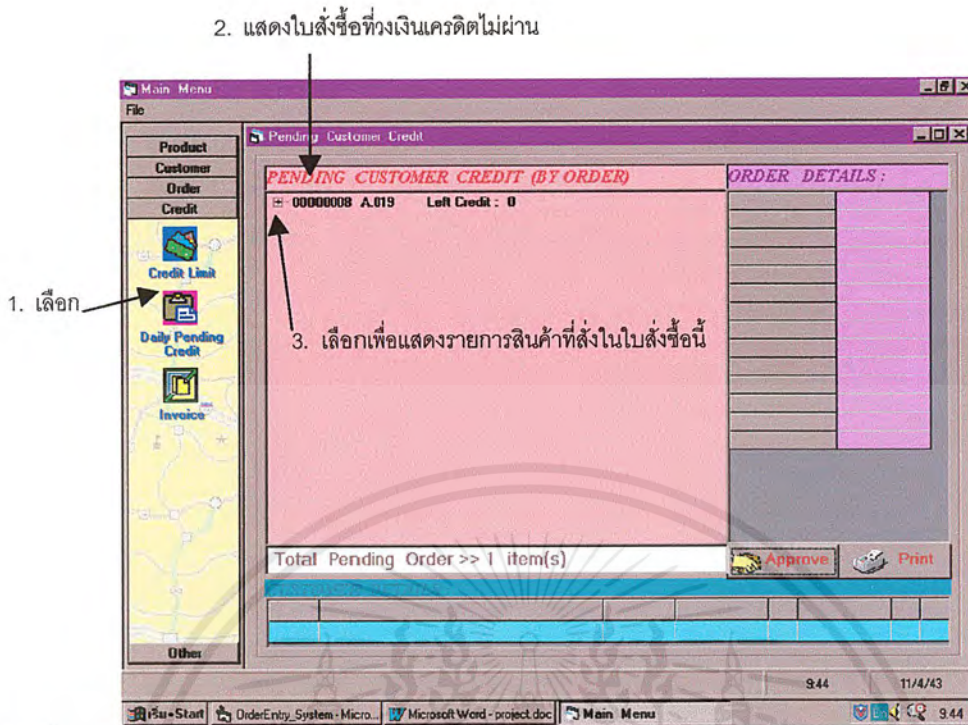 2. แสดงใบสั่งซื้อที่วงเงินเครดิตไม่ผ่าน
Main Menu
File
Pending Customer Credit
Product
Customer
Order
Credit
PENDING CUSTOMER CREDIT (BY ORDER)
ORDER DETAILS :
00000008 A.019 Left Credit : 0
Credit Limit
1. เลือก
Daily Pending Credit
3. เลือกเพื่อแสดงรายการสินค้าที่สั่งในใบสั่งซื้อนี้
Invoice
Total Pending Order >> 1 item(s)
Approve
Print
Other
9:44
11/4/43
เริ่ม-Start
OrderEntry_System - Micro...
Microsoft Word - project.doc
Main Menu
En
9:44